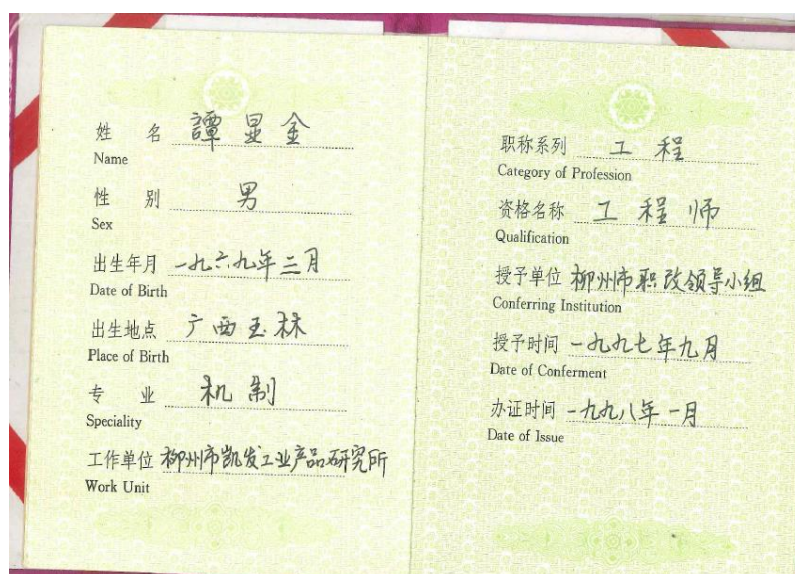 姓 名 譚显金
Name
性 别 男
Sex
出生年月 一九六九年三月
Date of Birth
出生地点 广西玉林
Place of Birth
专 业 机制
Speciality
工作单位 柳州市凯发工业产品研究所
Work Unit
职称系列 工程
Category of Profession
资格名称 工程师
Qualification
授予单位 柳州市职改领导小组
Conferring Institution
授予时间 一九九七年九月
Date of Conferment
办证时间 一九九八年一月
Date of Issue